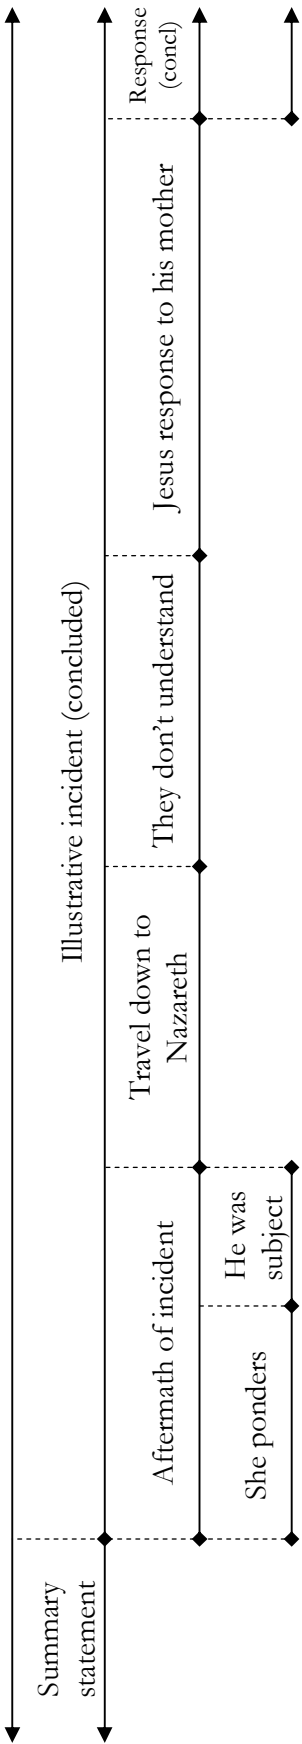 Summary
statement
Illustrative incident (concluded)
Aftermath of incident
Travel down to
Nazareth
They don’t understand
Jesus response to his mother
Response
(concl)
She ponders
He was
subject